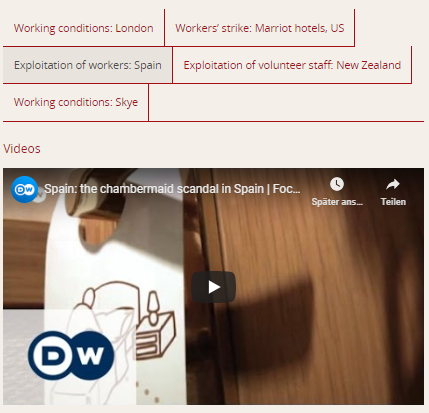 Working conditions: London
Workers' strike: Marriot hotels, US
Exploitation of workers: Spain
Exploitation of volunteer staff: New Zealand
Working conditions: Skye
Videos
DW
Spain: the chambermaid scandal in Spain | Foc...
Später ans...
Teilen
DW